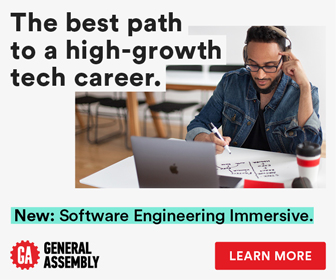 The best path
to a high-growth
tech career.
New: Software Engineering Immersive.
GA
GENERAL
ASSEMBLY
LEARN MORE